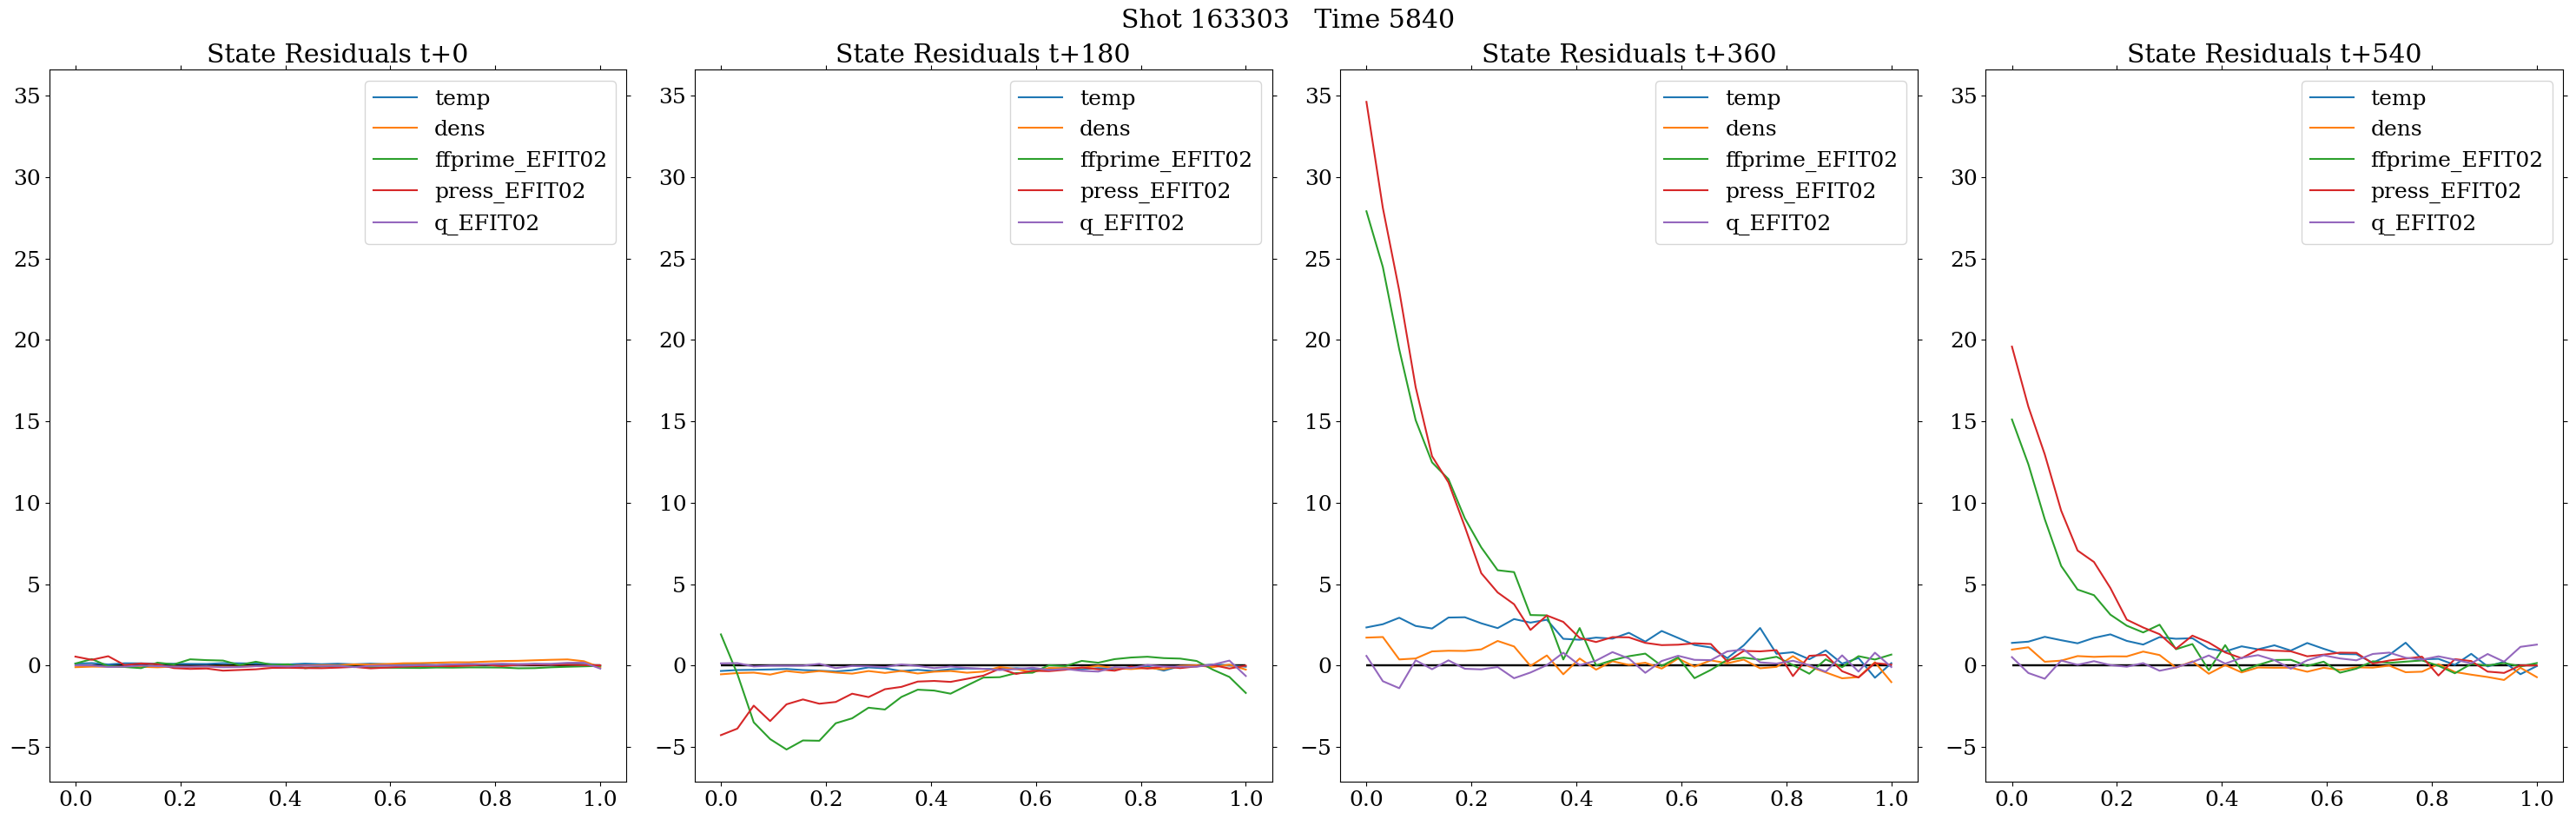 Shot 163303   Time 5840
State Residuals t+0
35
30
25
20
15
10
5
0
−5
0.0 0.2 0.4 0.6 0.8 1.0
temp
dens
ffprime_EFIT02
press_EFIT02
q_EFIT02
State Residuals t+180
35
30
25
20
15
10
5
0
−5
0.0 0.2 0.4 0.6 0.8 1.0
temp
dens
ffprime_EFIT02
press_EFIT02
q_EFIT02
State Residuals t+360
35
30
25
20
15
10
5
0
−5
0.0 0.2 0.4 0.6 0.8 1.0
temp
dens
ffprime_EFIT02
press_EFIT02
q_EFIT02
State Residuals t+540
35
30
25
20
15
10
5
0
−5
0.0 0.2 0.4 0.6 0.8 1.0
temp
dens
ffprime_EFIT02
press_EFIT02
q_EFIT02